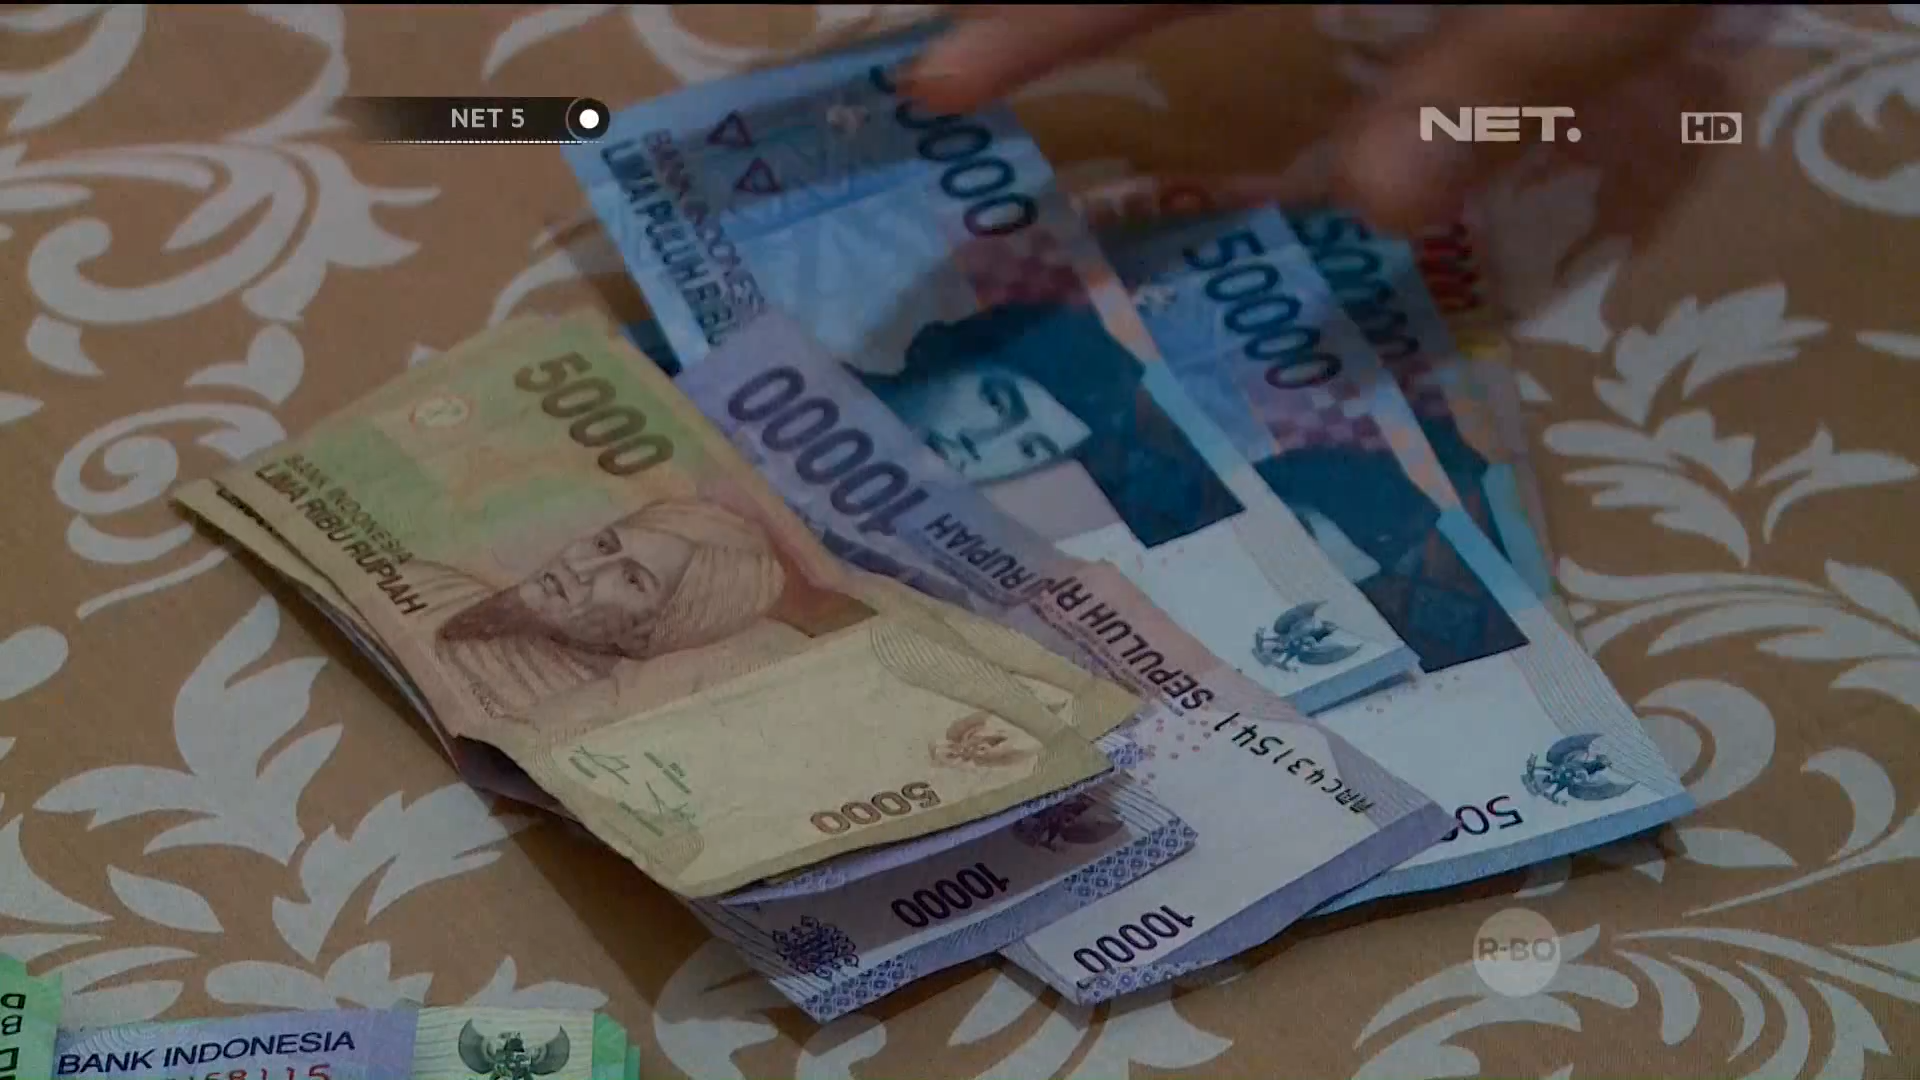 NET 5
NET.
HD
50000
BANK INDONESIA
LIMA PULUH RIBU
50000
5000
BANK INDONESIA
LIMA RIBU RUPIAH
10000
SEPULUH RIBU RUPIAH
AAC431541
5000
10000
10000
R-BO
BANK INDONESIA